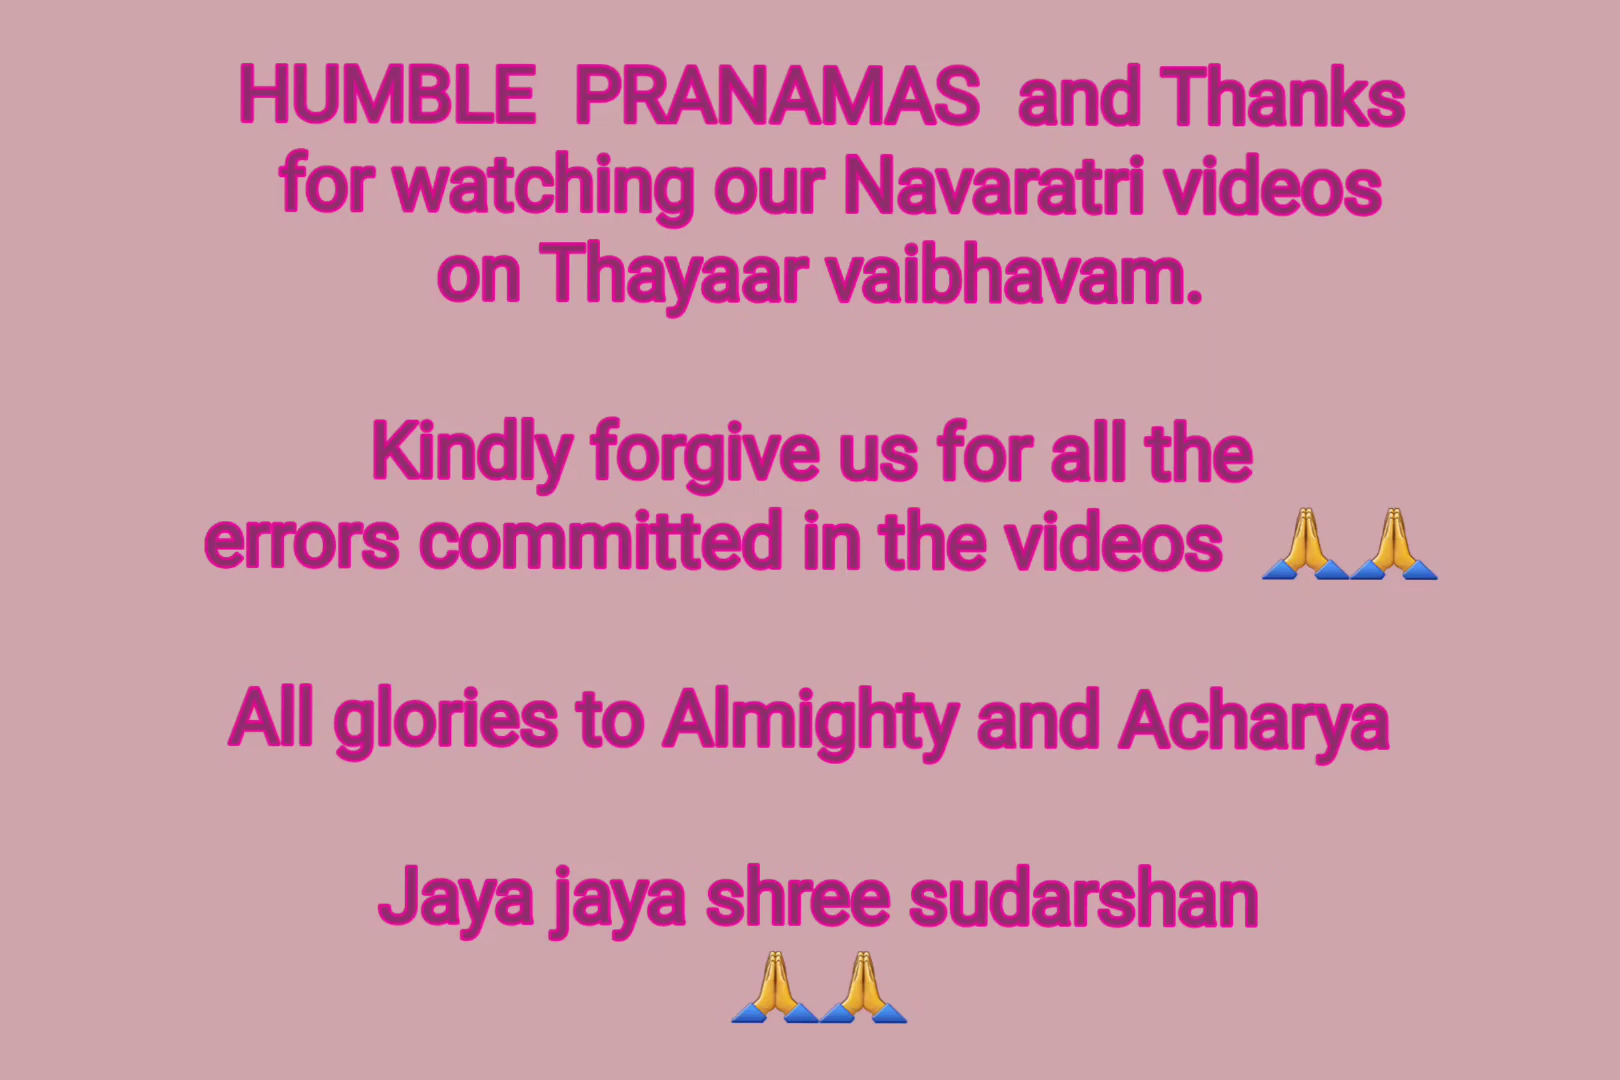 HUMBLE PRANAMAS and Thanks
for watching our Navaratri videos
on Thayaar vaibhavam.
Kindly forgive us for all the
errors committed in the videos 🙏🙏
All glories to Almighty and Acharya
Jaya jaya shree sudarshan
🙏🙏